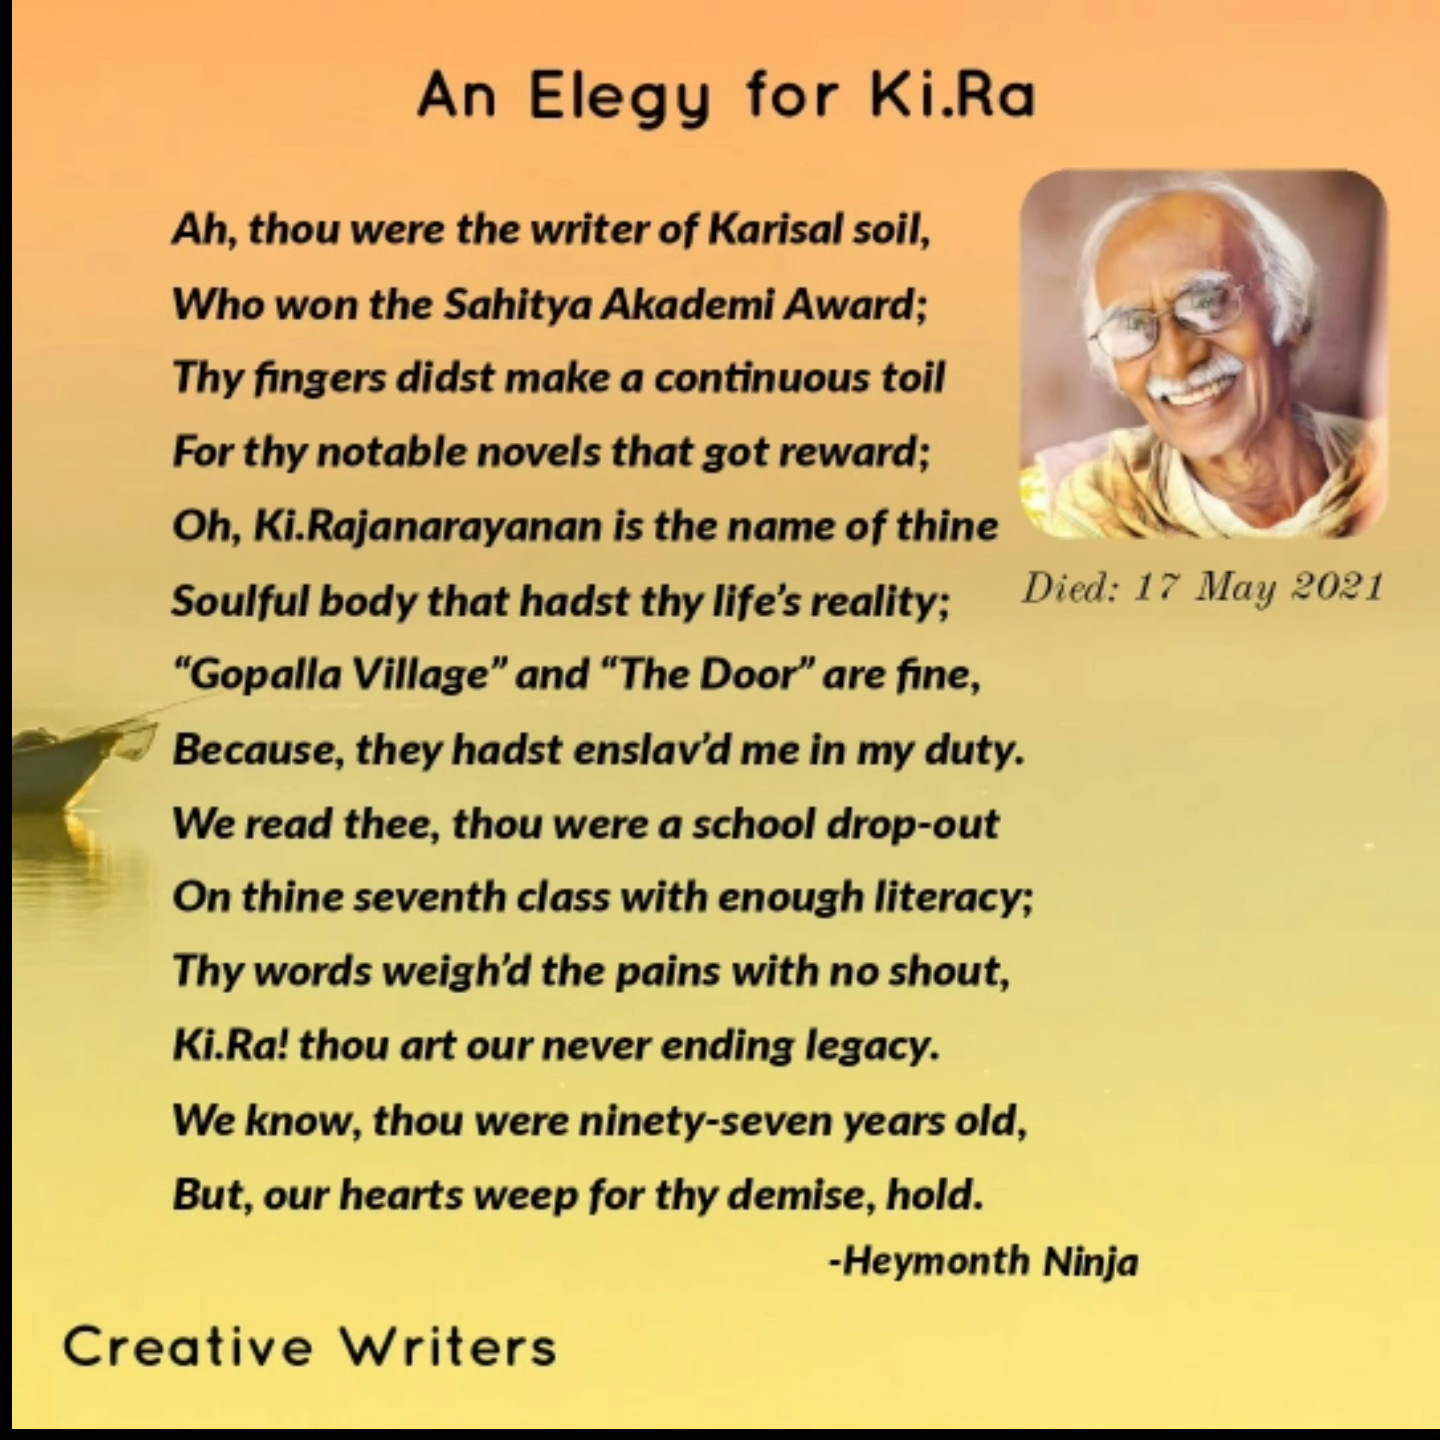 An Elegy for Ki.Ra
Ah, thou were the writer of Karisal soil,
Who won the Sahitya Akademi Award;
Thy fingers didst make a continuous toil
For thy notable novels that got reward;
Oh, Ki.Rajanarayanan is the name of thine
Soulful body that hadst thy life’s reality;
“Gopalla Village” and “The Door” are fine,
Because, they hadst enslav’d me in my duty.
We read thee, thou were a school drop-out
On thine seventh class with enough literacy;
Thy words weigh’d the pains with no shout,
Ki.Ra! thou art our never ending legacy.
We know, thou were ninety-seven years old,
But, our hearts weep for thy demise, hold.
-Heymonth Ninja
Died: 17 May 2021
Creative Writers